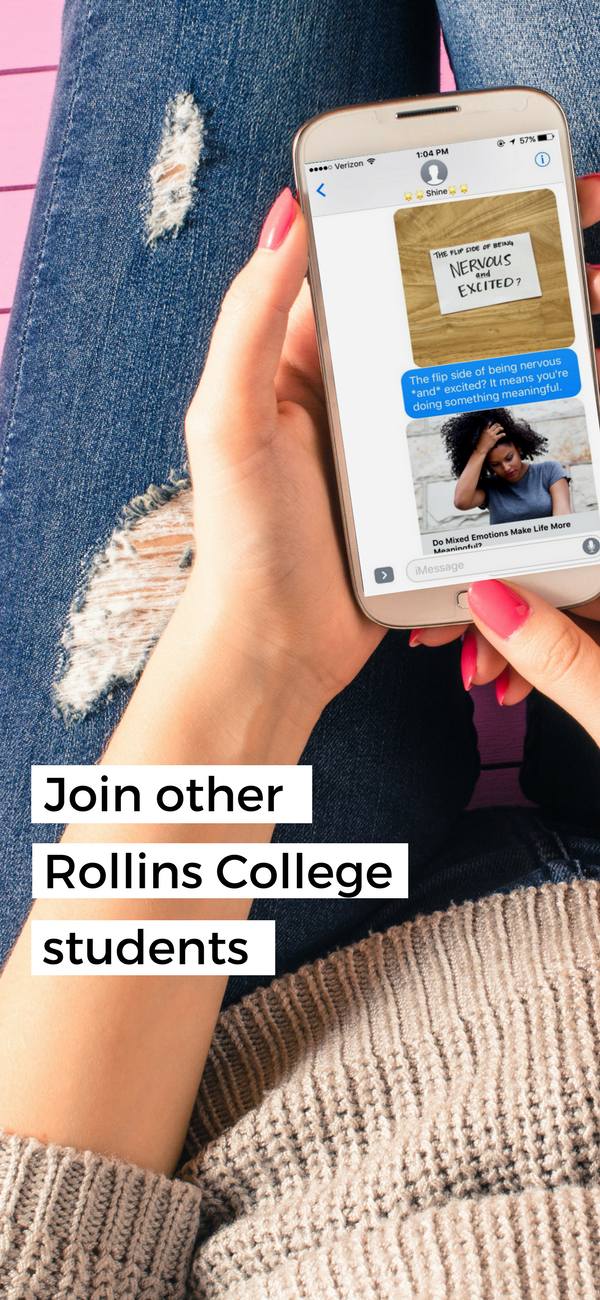 Verizon 1:04 PM 57%
Shine
THE FLIP SIDE OF BEING
NERVOUS
and
EXCITED?
The flip side of being nervous
*and* excited? It means you're
doing something meaningful.
Do Mixed Emotions Make Life More
Meaningful?
iMessage
Join other
Rollins College
students